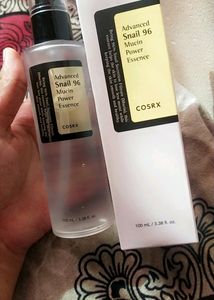 Advanced
Snail 96
Mucin
Power
Essence
COSRX
100 mL / 3.38 fl. oz.
Advanced
Snail 96
Mucin
Power
Essence
COSRX
100 mL / 3.38 fl. oz.